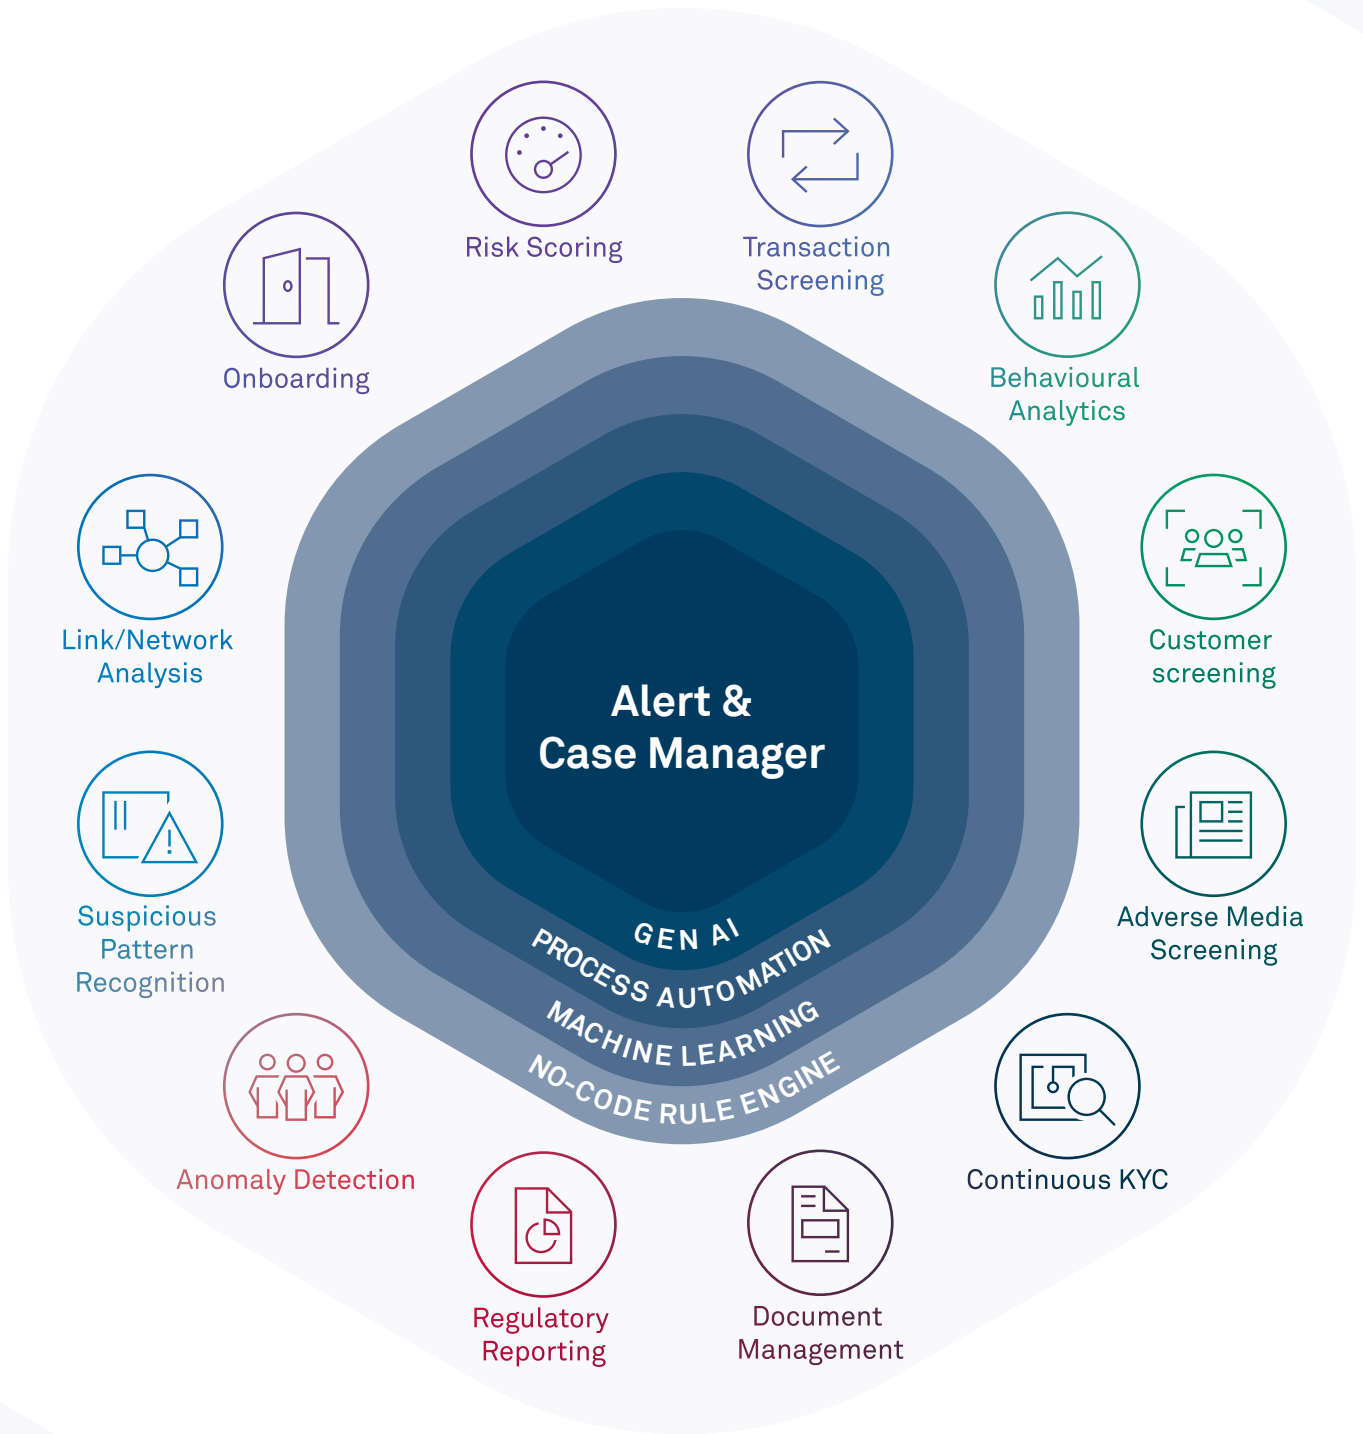 Risk Scoring
Transaction
Screening
Onboarding
Behavioural
Analytics
Link/Network
Analysis
Customer
screening
Alert &
Case Manager
Suspicious
Pattern
Recognition
Adverse Media
Screening
GEN AI
PROCESS AUTOMATION
MACHINE LEARNING
NO-CODE RULE ENGINE
Anomaly Detection
Continuous KYC
Regulatory
Reporting
Document
Management